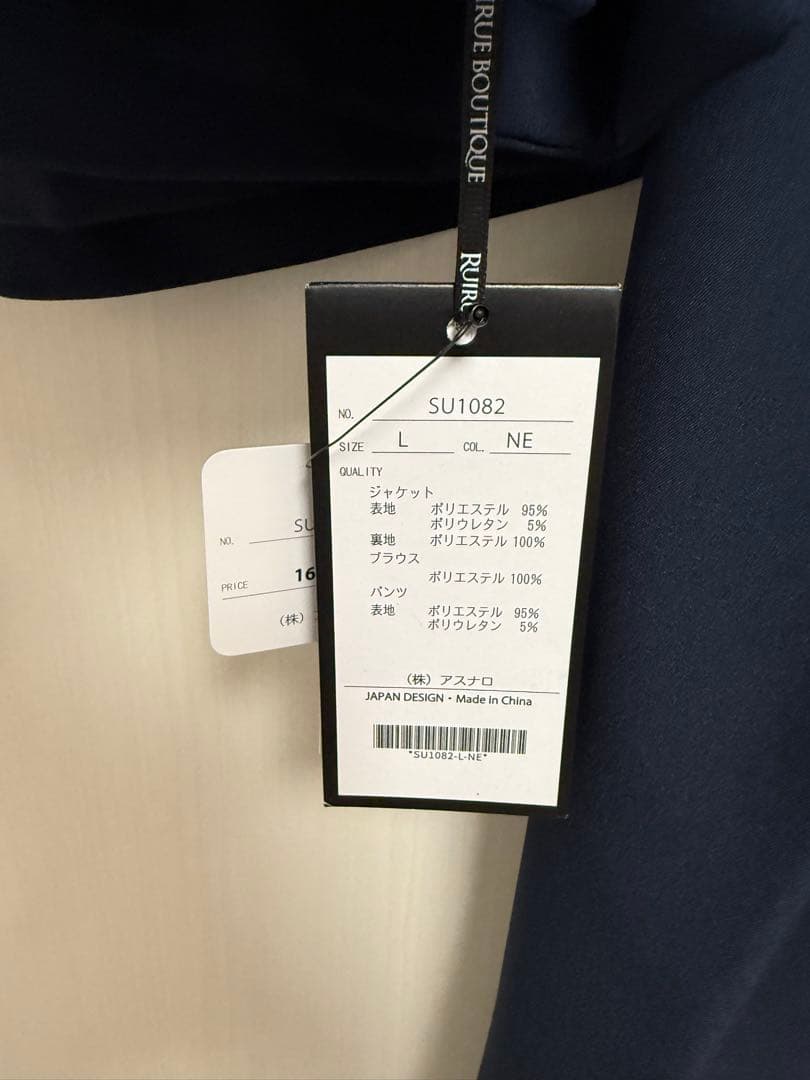 RUE BOUTIQUE
RUIR
NO. SU1082
SIZE L COL. NE
QUALITY
ジャケット
表地 ポリエステル 95%
ポリウレタン 5%
裏地 ポリエステル 100%
ブラウス
ポリエステル 100%
パンツ
表地 ポリエステル 95%
ポリウレタン 5%
(株) アスナロ
JAPAN DESIGN・Made in China
*SU1082-L-NE*
NO. SU
PRICE 16
(株)